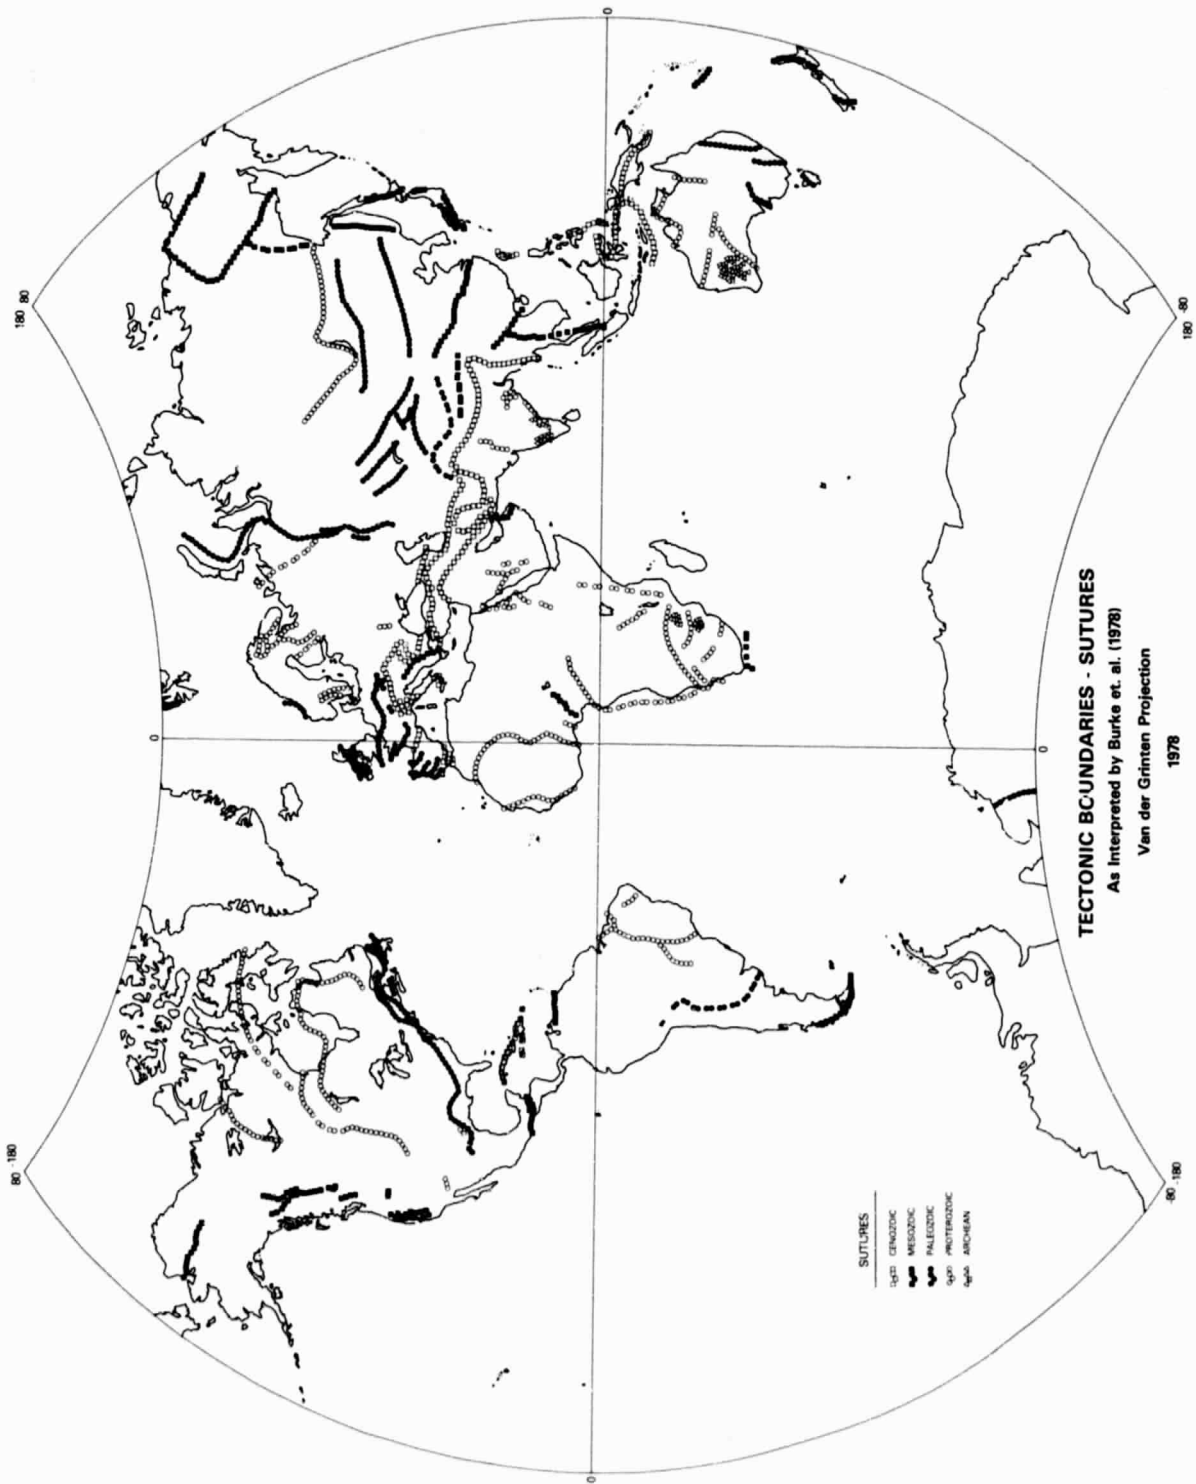 80 -180
0
180 80
0
0
0
-80 -180
180 -80
SUTURES
CENOZOIC
MESOZOIC
PALEOZOIC
PROTEROZOIC
ARCHEAN
TECTONIC BOUNDARIES - SUTURES
As Interpreted by Burke et. al. (1978)
Van der Grinten Projection
1978